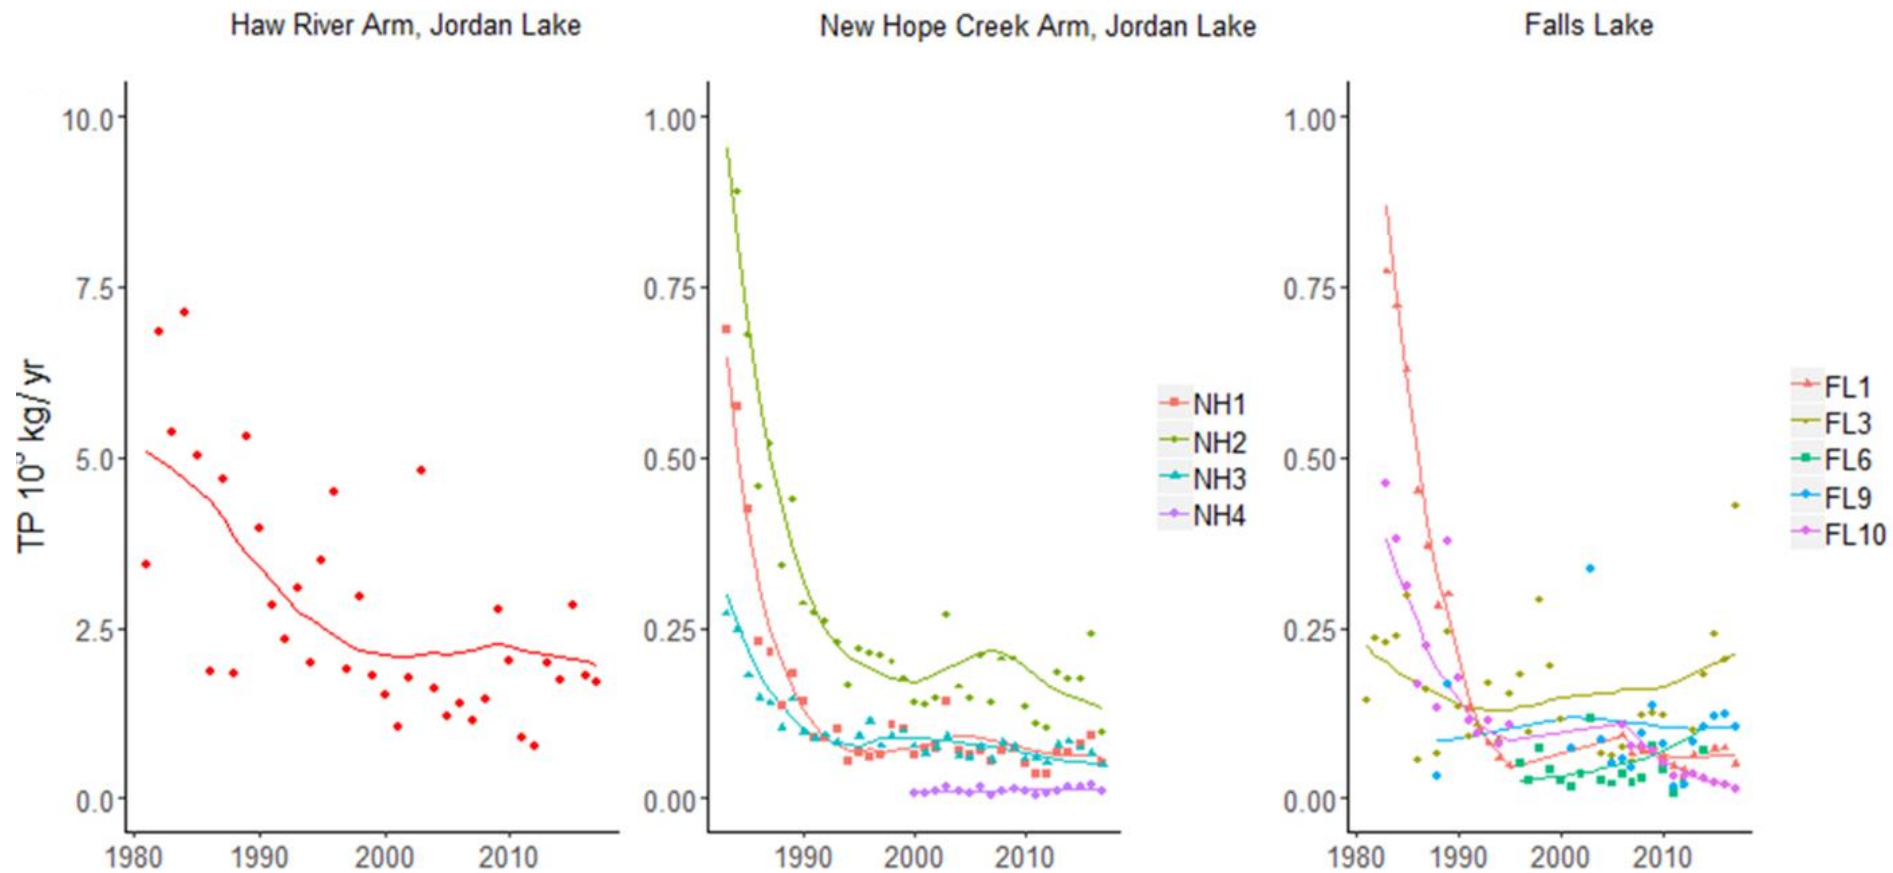 Haw River Arm, Jordan Lake
New Hope Creek Arm, Jordan Lake
Falls Lake
TP 10⁵ kg/ yr
10.0
7.5
5.0
2.5
0.0
1980 1990 2000 2010
1.00
0.75
0.50
0.25
0.00
1990 2000 2010
NH1
NH2
NH3
NH4
1.00
0.75
0.50
0.25
0.00
1980 1990 2000 2010
FL1
FL3
FL6
FL9
FL10